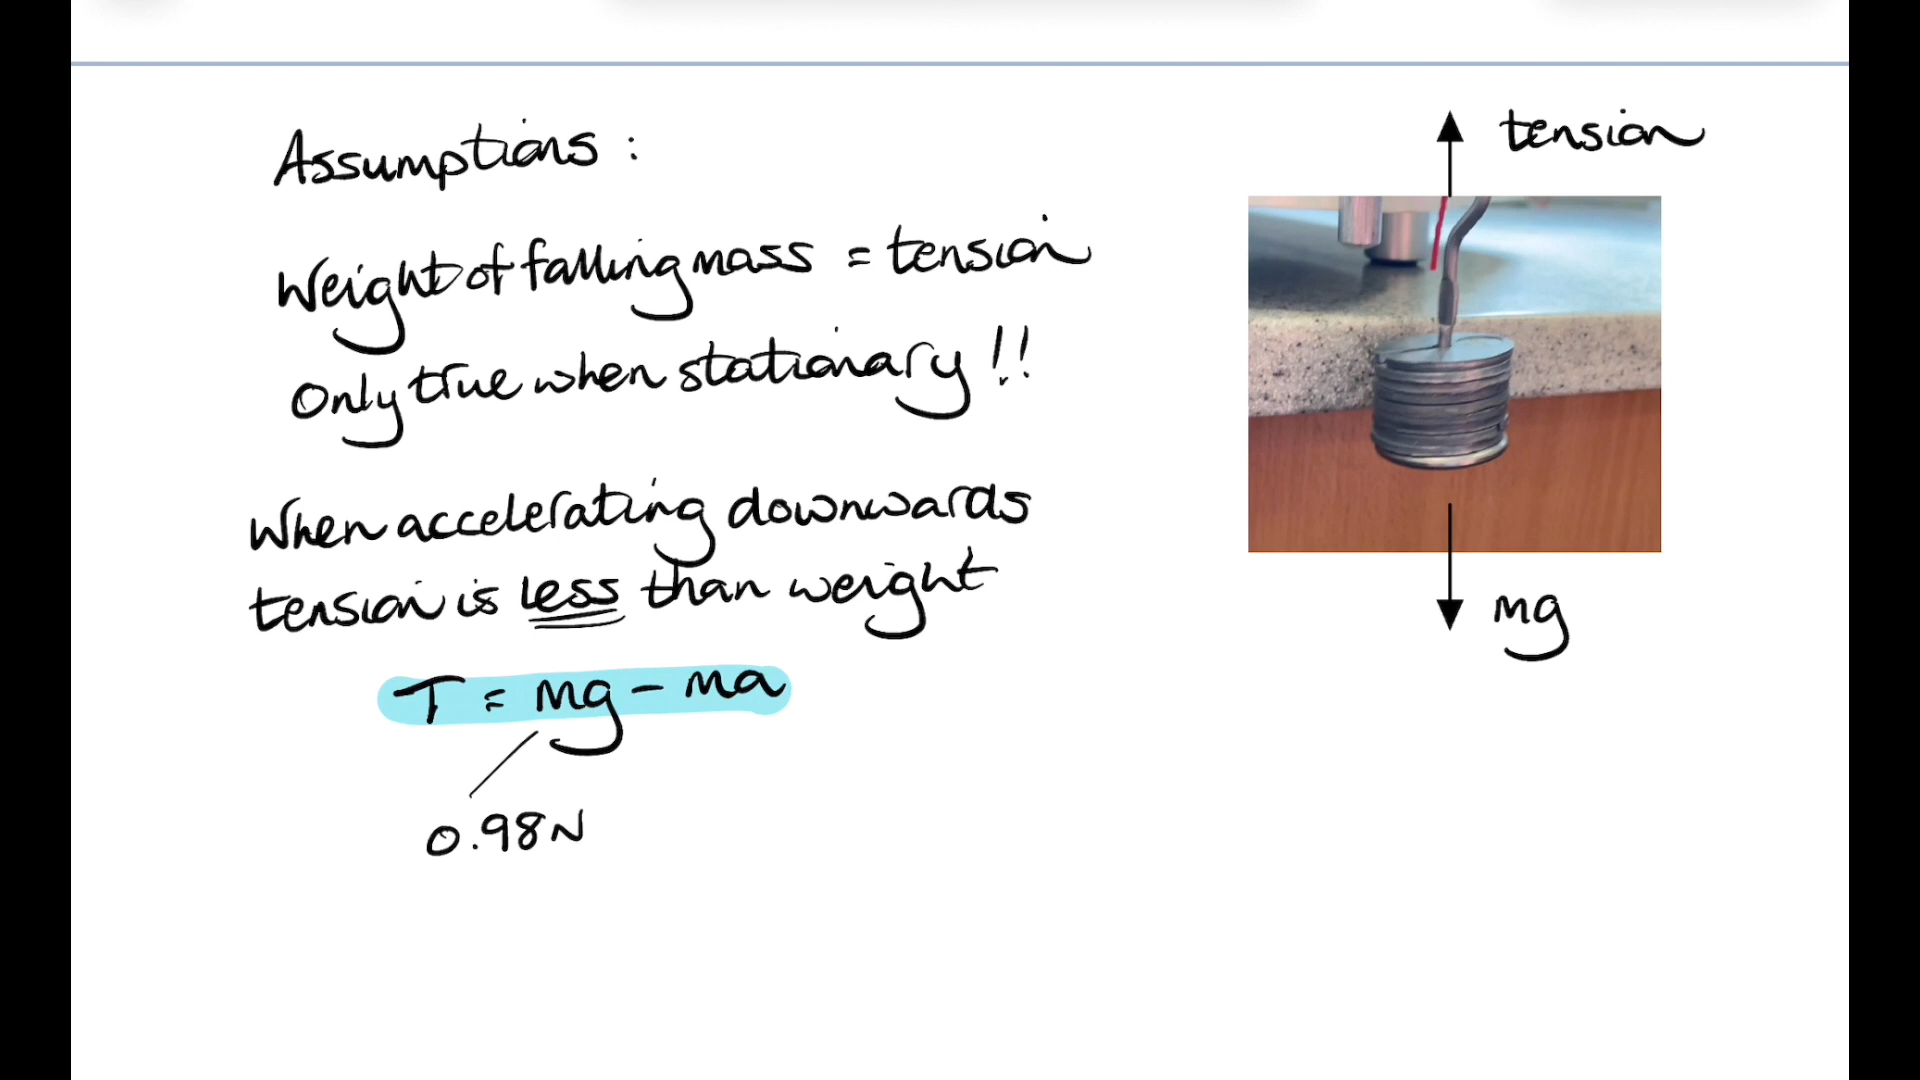 Assumptions :
Weight of falling mass = tension
only true when stationary !!
When accelerating downwards
tension is less than weight
T = mg - ma
0.98N
tension
mg